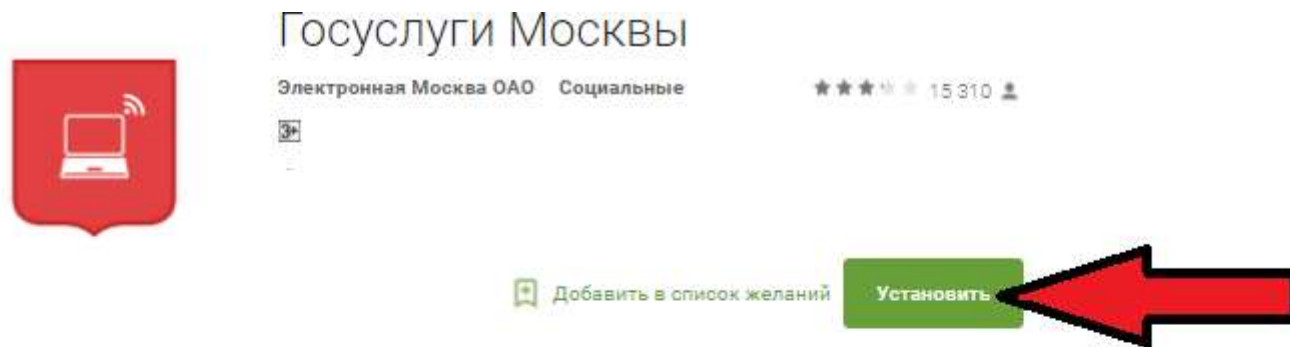 Госуслуги Москвы
Электронная Москва ОАО Социальные 15 310
3+
Добавить в список желаний Установить